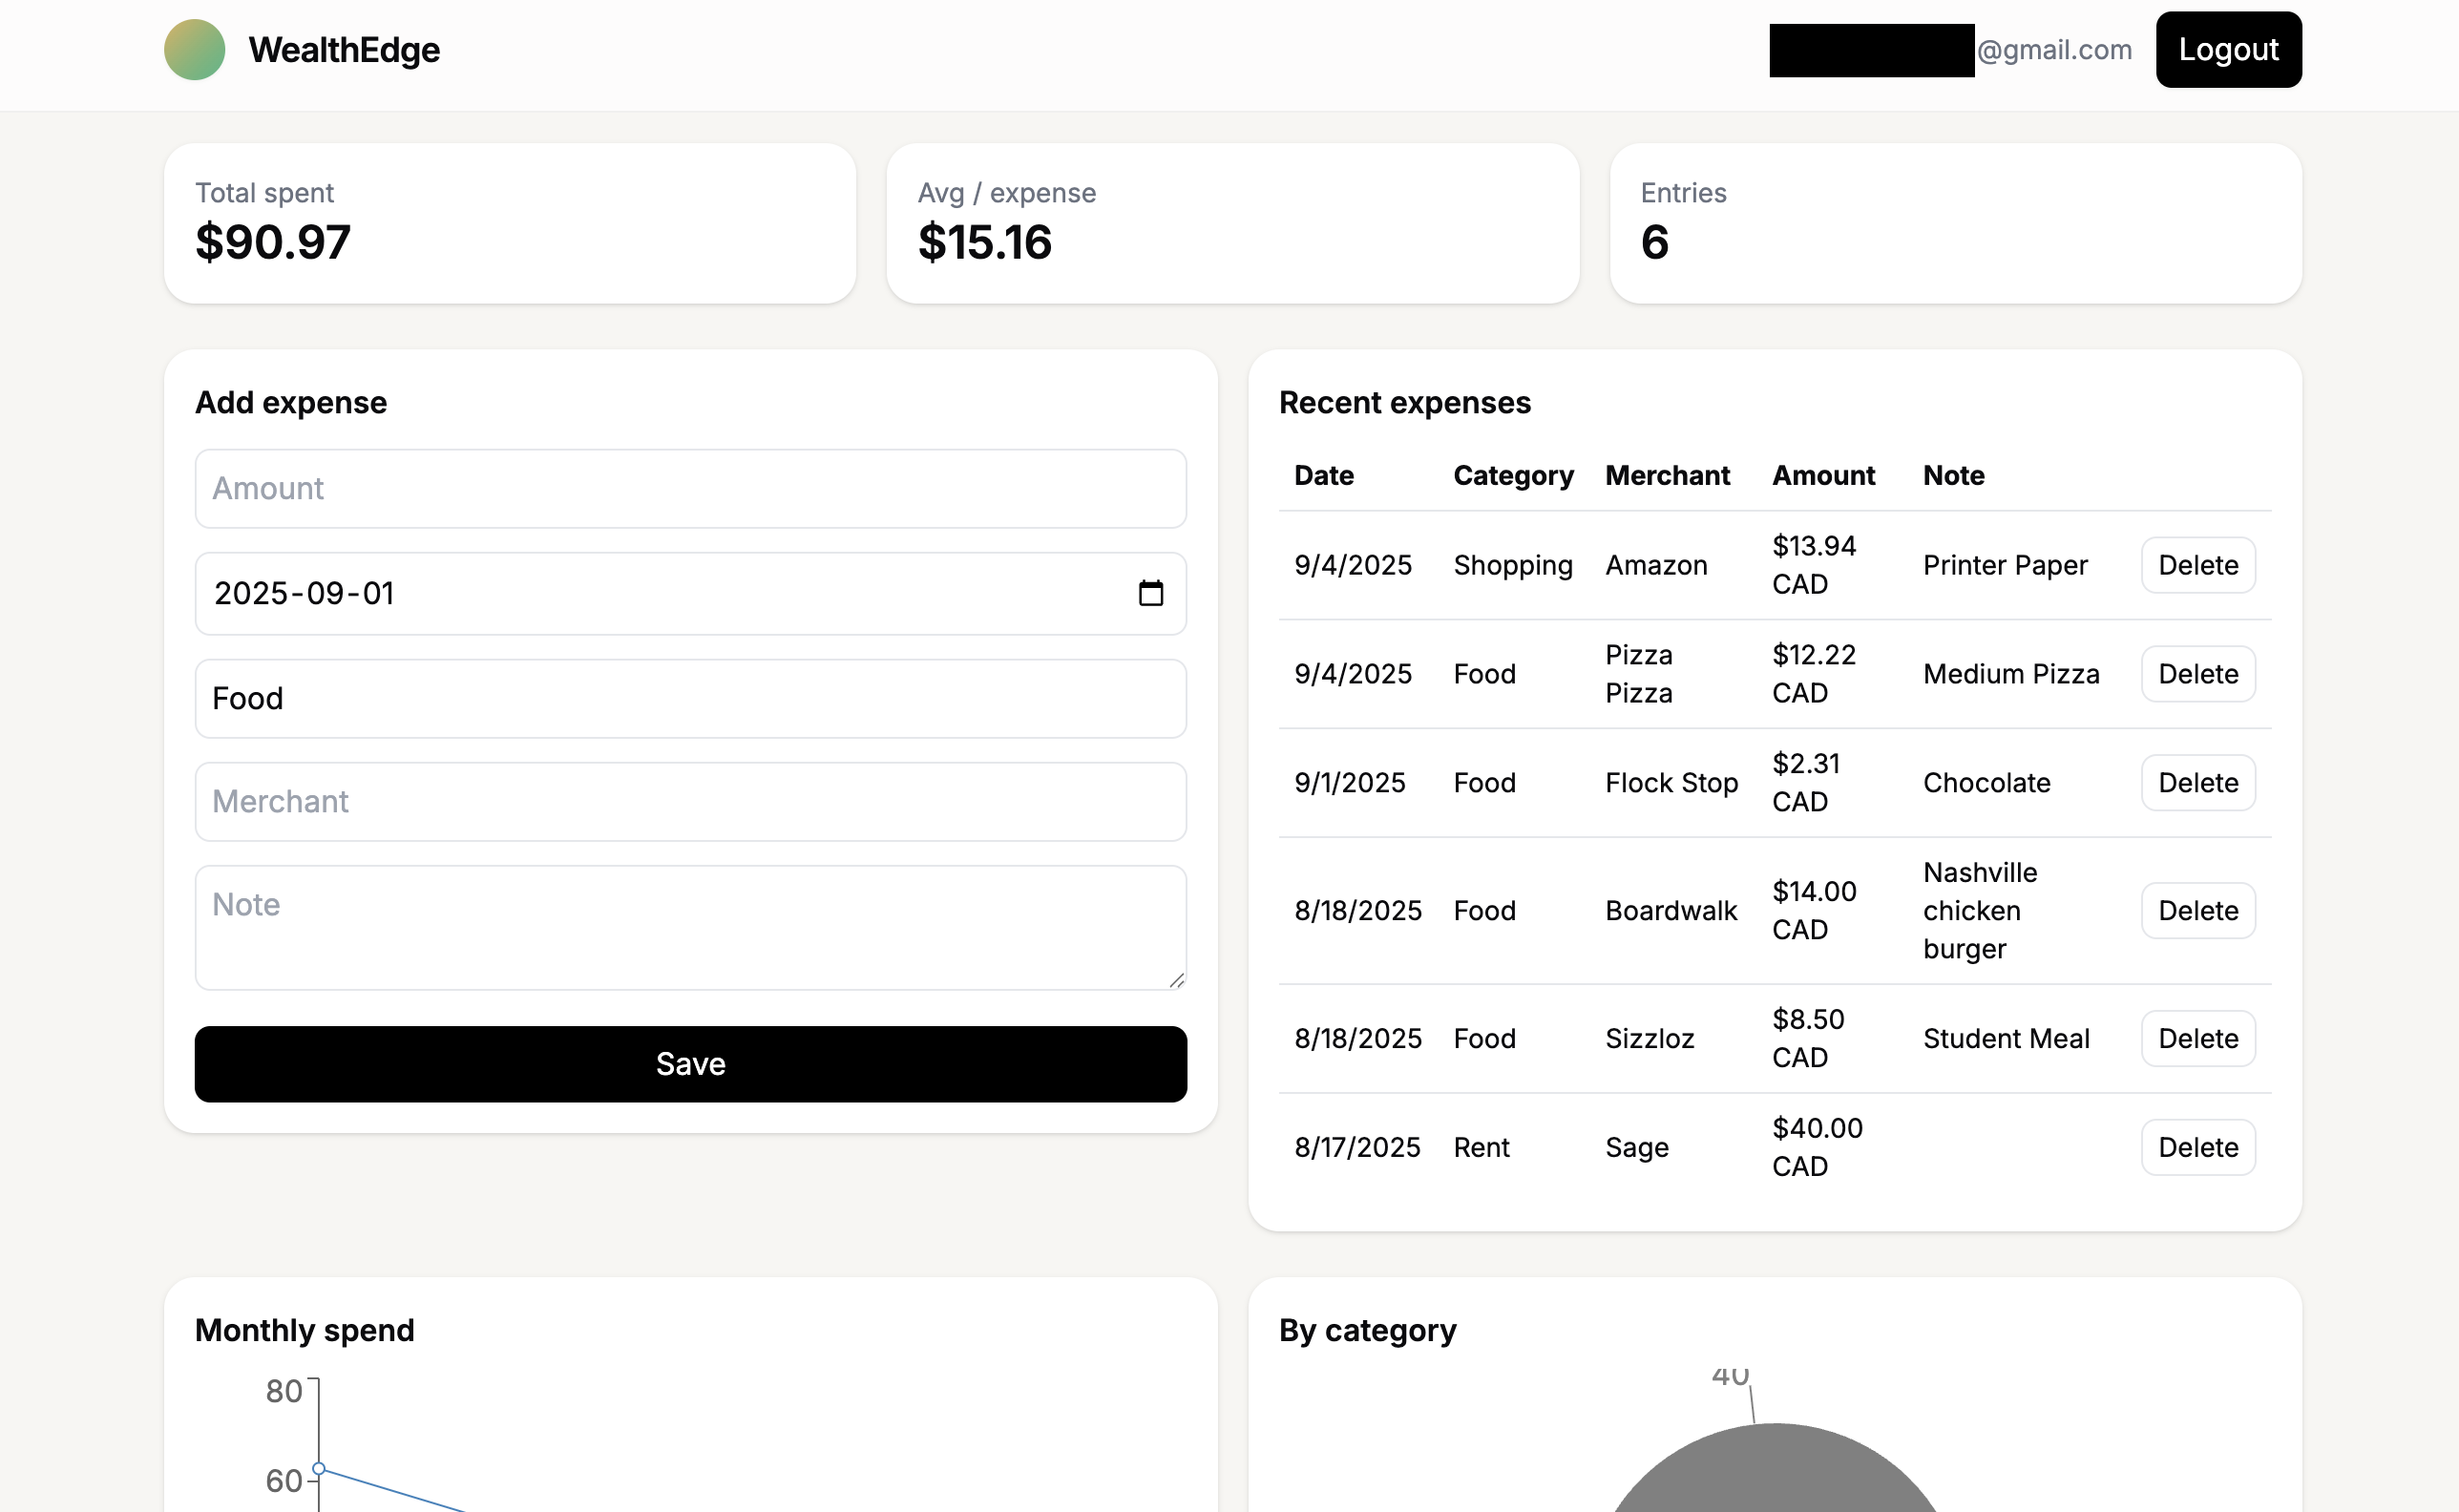 WealthEdge
@gmail.com
Logout
Total spent
$90.97
Avg / expense
$15.16
Entries
6
Add expense
Amount
2025-09-01
Food
Merchant
Note
Save
Recent expenses
Date Category Merchant Amount Note
9/4/2025 Shopping Amazon $13.94 CAD Printer Paper Delete
9/4/2025 Food Pizza Pizza $12.22 CAD Medium Pizza Delete
9/1/2025 Food Flock Stop $2.31 CAD Chocolate Delete
8/18/2025 Food Boardwalk $14.00 CAD Nashville chicken burger Delete
8/18/2025 Food Sizzloz $8.50 CAD Student Meal Delete
8/17/2025 Rent Sage $40.00 CAD Delete
Monthly spend
80
60
By category
40